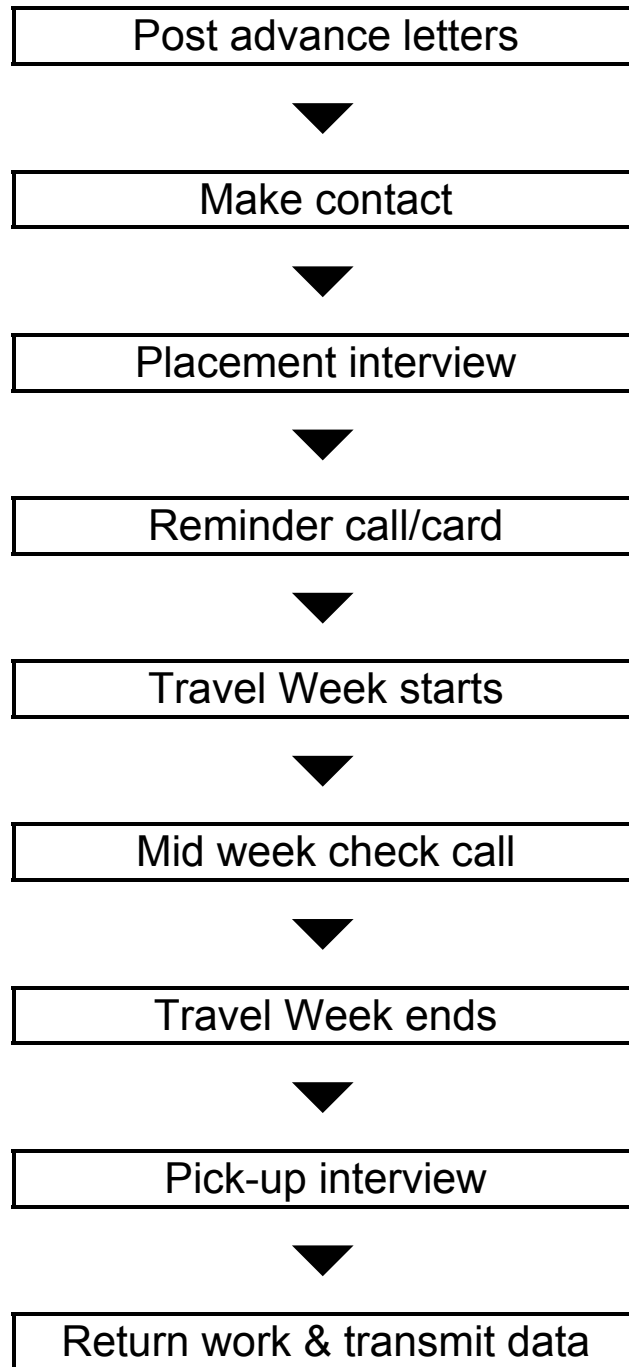 Post advance letters
Make contact
Placement interview
Reminder call/card
Travel Week starts
Mid week check call
Travel Week ends
Pick-up interview
Return work & transmit data